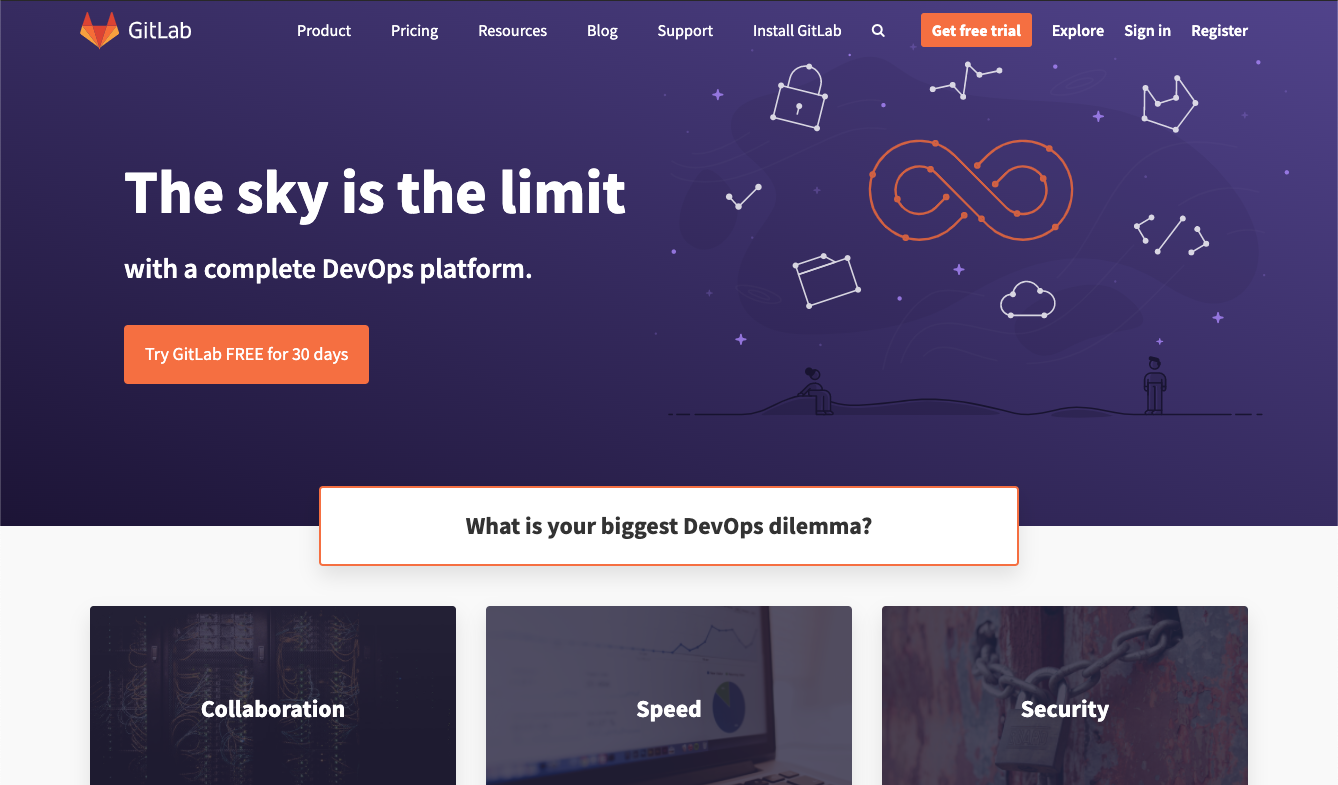 GitLab
Product
Pricing
Resources
Blog
Support
Install GitLab
Get free trial
Explore
Sign in
Register
The sky is the limit
with a complete DevOps platform.
Try GitLab FREE for 30 days
What is your biggest DevOps dilemma?
Collaboration
Speed
Security